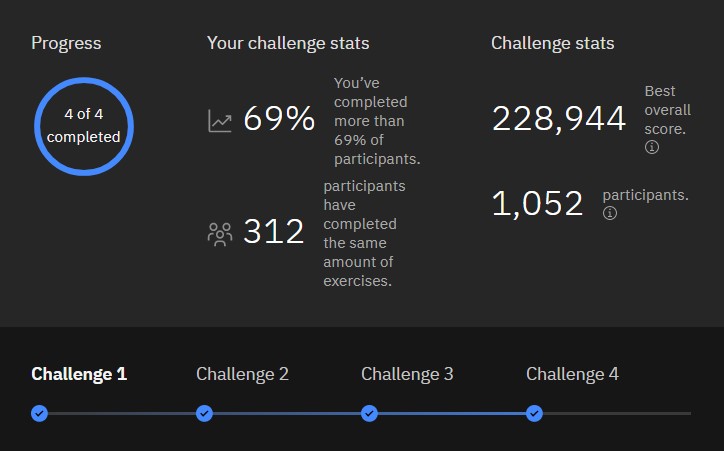 Progress
4 of 4
completed
Your challenge stats
69%
You've
completed
more than
69% of
participants.
312
participants
have
completed
the same
amount of
exercises.
Challenge stats
228,944
Best
overall
score.
1,052
participants.
Challenge 1 Challenge 2 Challenge 3 Challenge 4